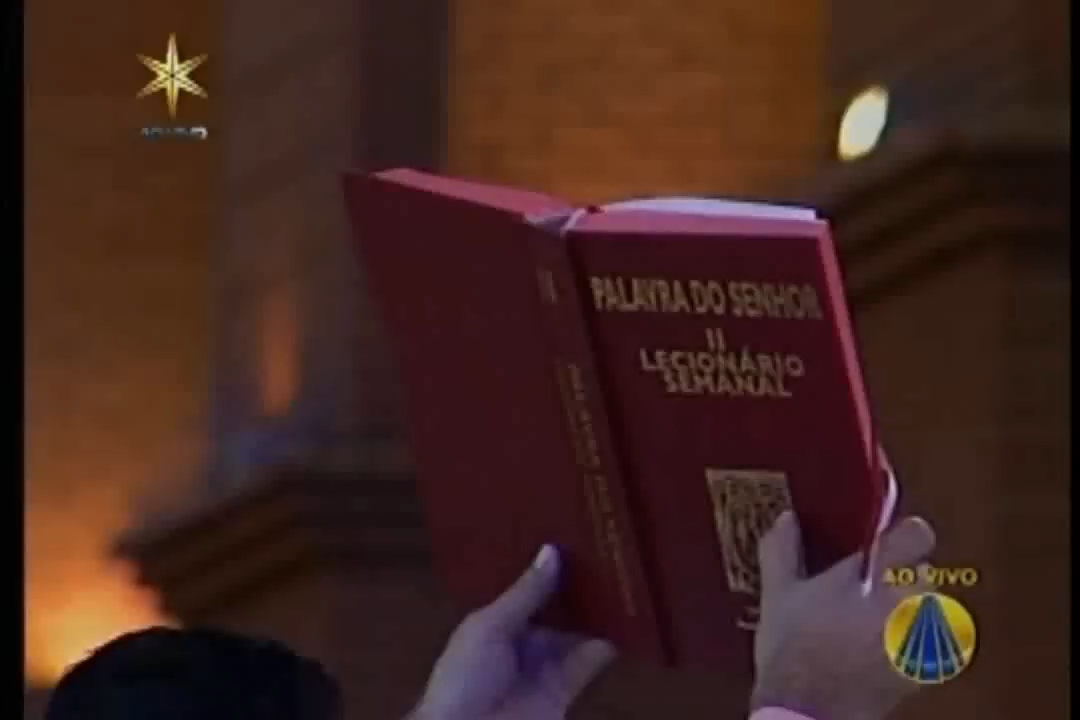 PALAVRA DO SENHOR
II
LECIONÁRIO
SEMANAL
AO VIVO